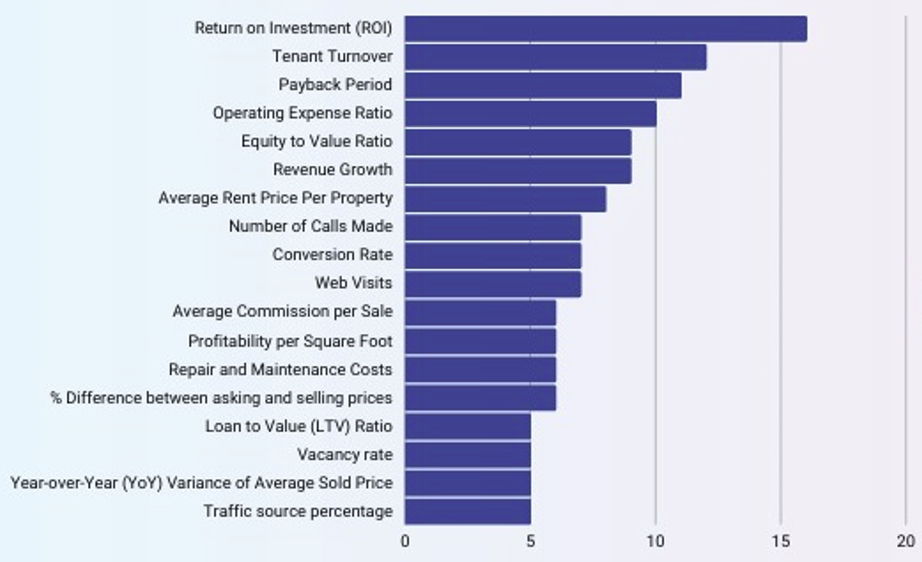 Return on Investment (ROI)
Tenant Turnover
Payback Period
Operating Expense Ratio
Equity to Value Ratio
Revenue Growth
Average Rent Price Per Property
Number of Calls Made
Conversion Rate
Web Visits
Average Commission per Sale
Profitability per Square Foot
Repair and Maintenance Costs
% Difference between asking and selling prices
Loan to Value (LTV) Ratio
Vacancy rate
Year-over-Year (YoY) Variance of Average Sold Price
Traffic source percentage
0 5 10 15 20